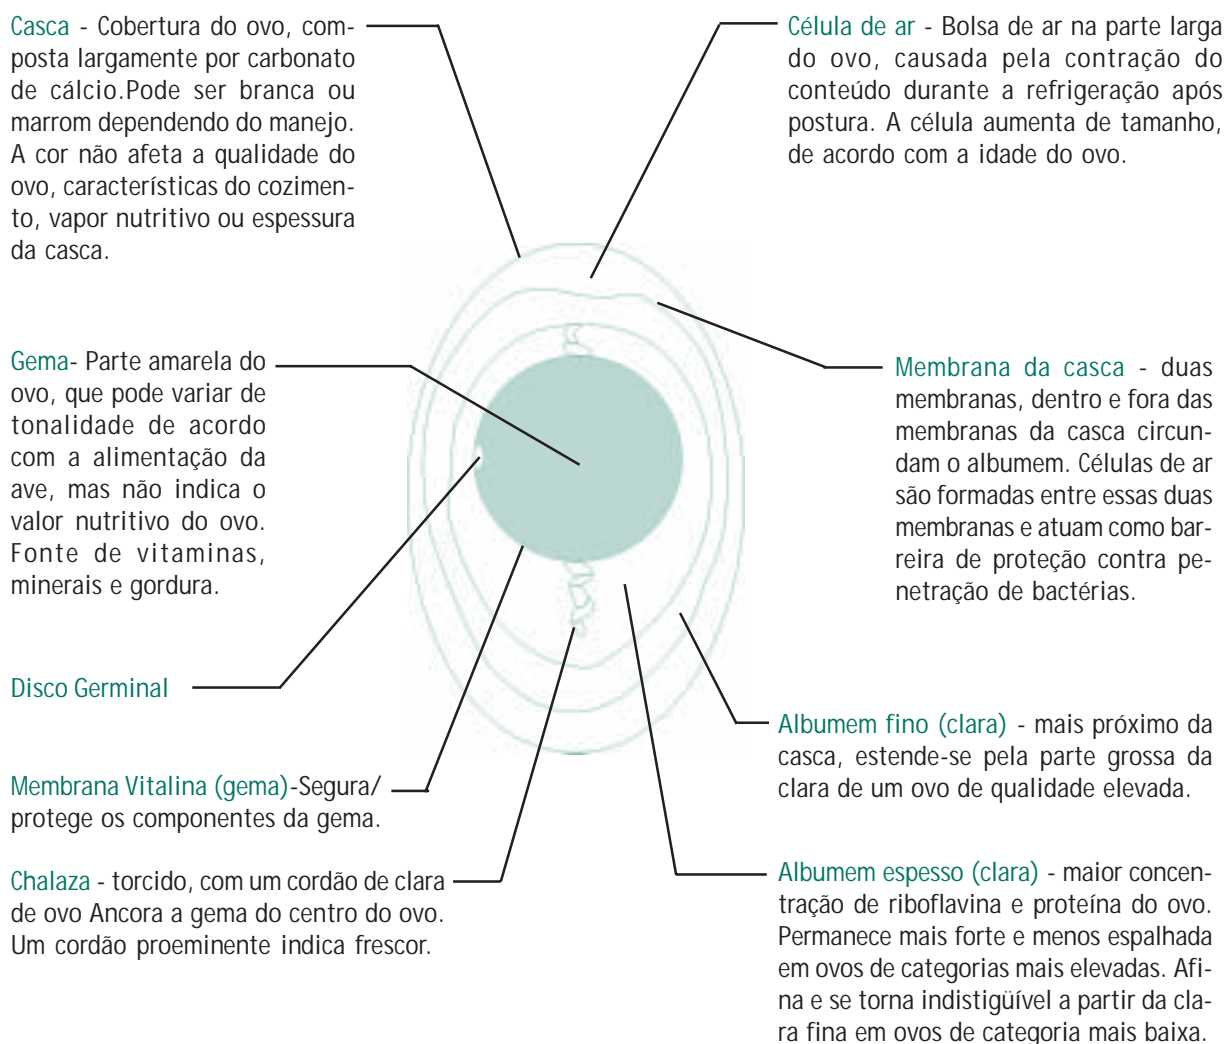 Casca - Cobertura do ovo, com-
posta largamente por carbonato
de cálcio.Pode ser branca ou
marrom dependendo do manejo.
A cor não afeta a qualidade do
ovo, características do cozimen-
to, vapor nutritivo ou espessura
da casca.
Célula de ar - Bolsa de ar na parte larga
do ovo, causada pela contração do
conteúdo durante a refrigeração após
postura. A célula aumenta de tamanho,
de acordo com a idade do ovo.
Gema- Parte amarela do
ovo, que pode variar de
tonalidade de acordo
com a alimentação da
ave, mas não indica o
valor nutritivo do ovo.
Fonte de vitaminas,
minerais e gordura.
Membrana da casca - duas
membranas, dentro e fora das
membranas da casca circun-
dam o albumem. Células de ar
são formadas entre essas duas
membranas e atuam como bar-
reira de proteção contra pe-
netração de bactérias.
Disco Germinal
Albumem fino (clara) - mais próximo da
casca, estende-se pela parte grossa da
clara de um ovo de qualidade elevada.
Membrana Vitalina (gema)-Segura/
protege os componentes da gema.
Chalaza - torcido, com um cordão de clara
de ovo Ancora a gema do centro do ovo.
Um cordão proeminente indica frescor.
Albumem espesso (clara) - maior concen-
tração de riboflavina e proteína do ovo.
Permanece mais forte e menos espalhada
em ovos de categorias mais elevadas. Afi-
na e se torna indistigüível a partir da cla-
ra fina em ovos de categoria mais baixa.